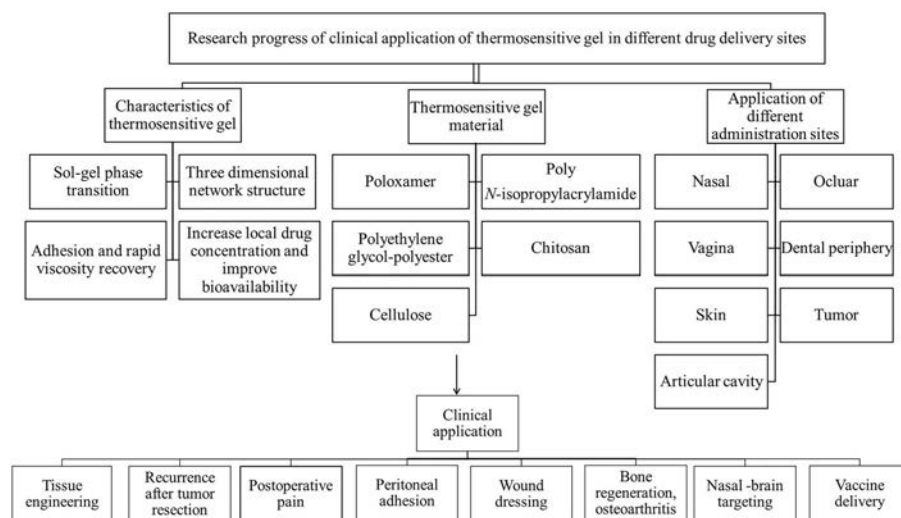 Research progress of clinical application of thermosensitive gel in different drug delivery sites
Characteristics of
thermosensitive gel
Sol-gel phase
transition
Three dimensional
network structure
Adhesion and rapid
viscosity recovery
Increase local drug
concentration and
improve
bioavailability
Thermosensitive gel
material
Poloxamer
Poly
N-isopropylacrylamide
Polyethylene
glycol-polyester
Chitosan
Cellulose
Application of
different
administration sites
Nasal
Ocluar
Vagina
Dental periphery
Skin
Tumor
Articular cavity
Clinical
application
Tissue
engineering
Recurrence
after tumor
resection
Postoperative
pain
Peritoneal
adhesion
Wound
dressing
Bone
regeneration,
osteoarthritis
Nasal -brain
targeting
Vaccine
delivery